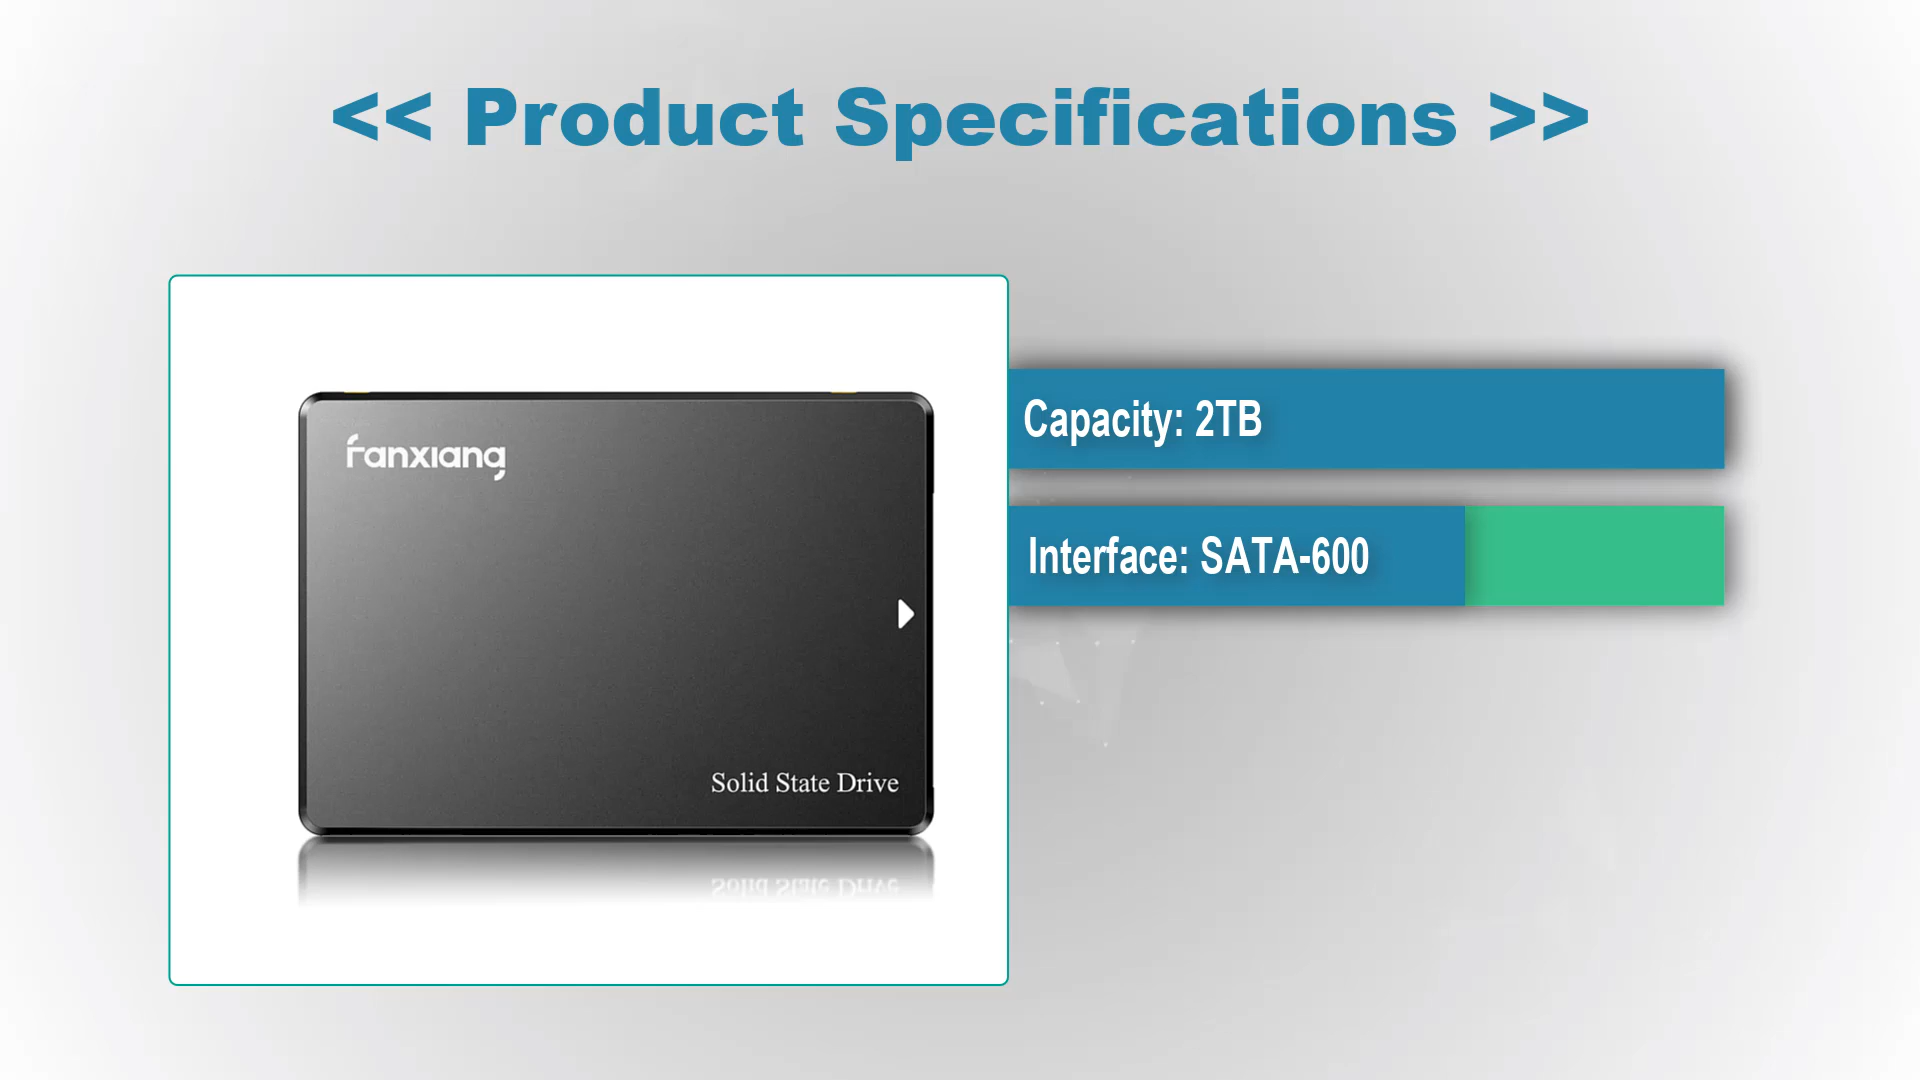 << Product Specifications >>
fanxiang
Solid State Drive
Capacity: 2TB
Interface: SATA-600